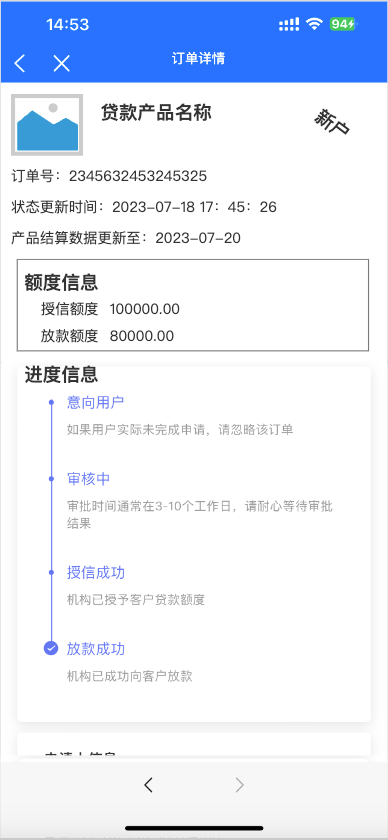 14:53
94
订单详情
贷款产品名称
新户
订单号：2345632453245325
状态更新时间：2023-07-18 17：45：26
产品结算数据更新至：2023-07-20
额度信息
授信额度 100000.00
放款额度 80000.00
进度信息
意向用户
如果用户实际未完成申请，请忽略该订单
审核中
审批时间通常在3-10个工作日，请耐心等待审批
结果
授信成功
机构已授予客户贷款额度
放款成功
机构已成功向客户放款
申请人信息